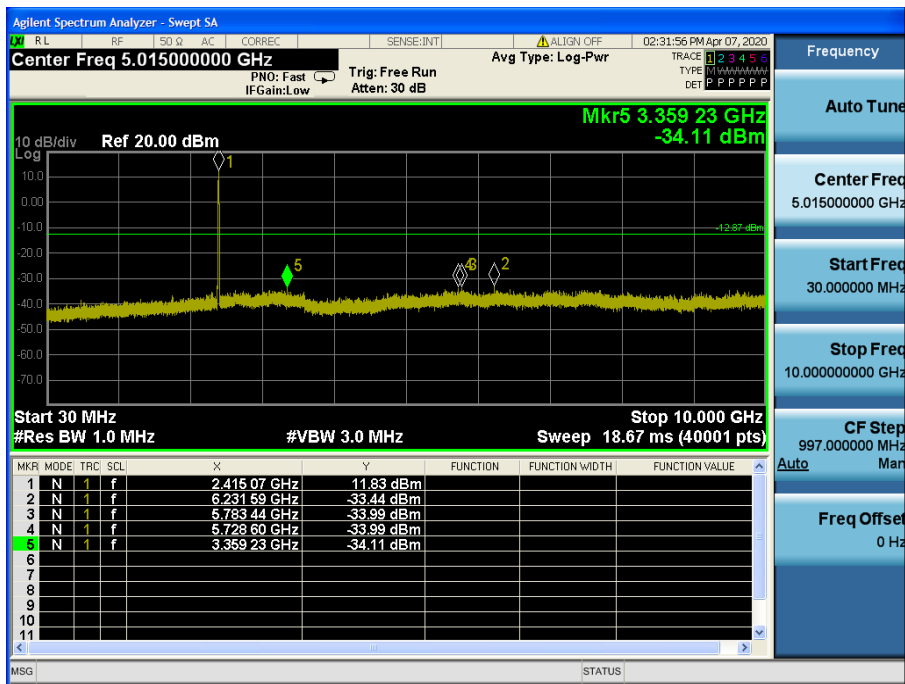 Agilent Spectrum Analyzer - Swept SA
LXI RL RF 50 Ω AC CORREC SENSE:INT ALIGN OFF 02:31:56 PM Apr 07, 2020
Center Freq 5.015000000 GHz
PNO: Fast
IFGain:Low
Trig: Free Run
Atten: 30 dB
Avg Type: Log-Pwr
TRACE 1 2 3 4 5 6
TYPE M WWWWW
DET P P P P P P
Frequency
Mkr5 3.359 23 GHz
-34.11 dBm
10 dB/div
Log
Ref 20.00 dBm
10.0
0.00
-10.0
-20.0
-30.0
-40.0
-50.0
-60.0
-70.0
-12.87 dBm
1
5
43
2
Start 30 MHz
#Res BW 1.0 MHz
#VBW 3.0 MHz
Stop 10.000 GHz
Sweep 18.67 ms (40001 pts)
MKR MODE TRC SCL X Y FUNCTION FUNCTION WIDTH FUNCTION VALUE
1 N 1 f 2.415 07 GHz 11.83 dBm
2 N 1 f 6.231 59 GHz -33.44 dBm
3 N 1 f 5.783 44 GHz -33.99 dBm
4 N 1 f 5.728 60 GHz -33.99 dBm
5 N 1 f 3.359 23 GHz -34.11 dBm
6
7
8
9
10
11
MSG
STATUS
Auto Tune
Center Freq
5.015000000 GHz
Start Freq
30.000000 MHz
Stop Freq
10.000000000 GHz
CF Step
997.000000 MHz
Auto Man
Freq Offset
0 Hz